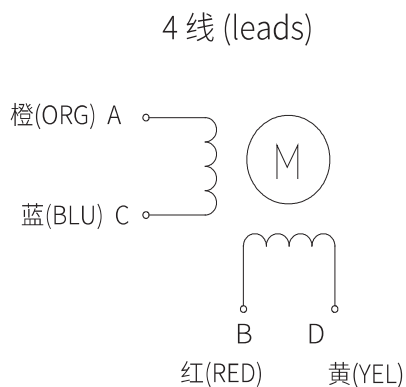 4 线 (leads)
橙(ORG) A
M
蓝(BLU) C
B D
红(RED) 黄(YEL)